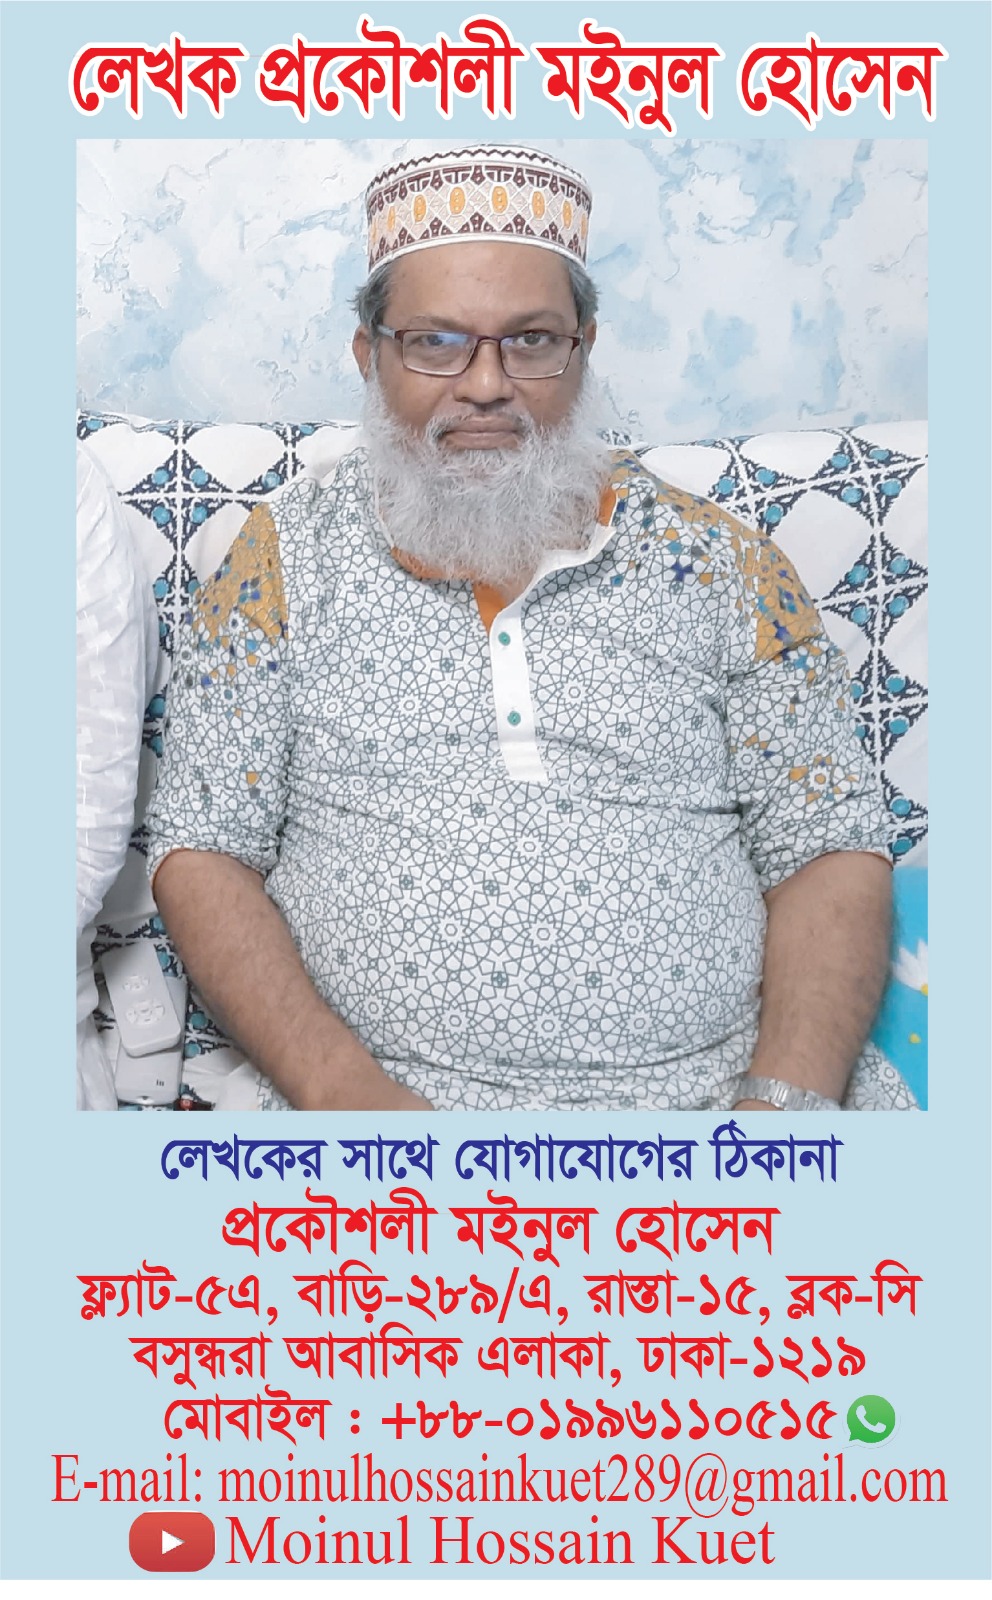 লেখক প্রকৌশলী মইনুল হোসেন
লেখকের সাথে যোগাযোগের ঠিকানা
প্রকৌশলী মইনুল হোসেন
ফ্ল্যাট-৫এ, বাড়ি-২৮৯/এ, রাস্তা-১৫, ব্লক-সি
বসুন্ধরা আবাসিক এলাকা, ঢাকা-১২১৯
মোবাইল : +৮৮-০১৯৯৬১১০৫১৫
E-mail: moinulhossainkuet289@gmail.com
Moinul Hossain Kuet